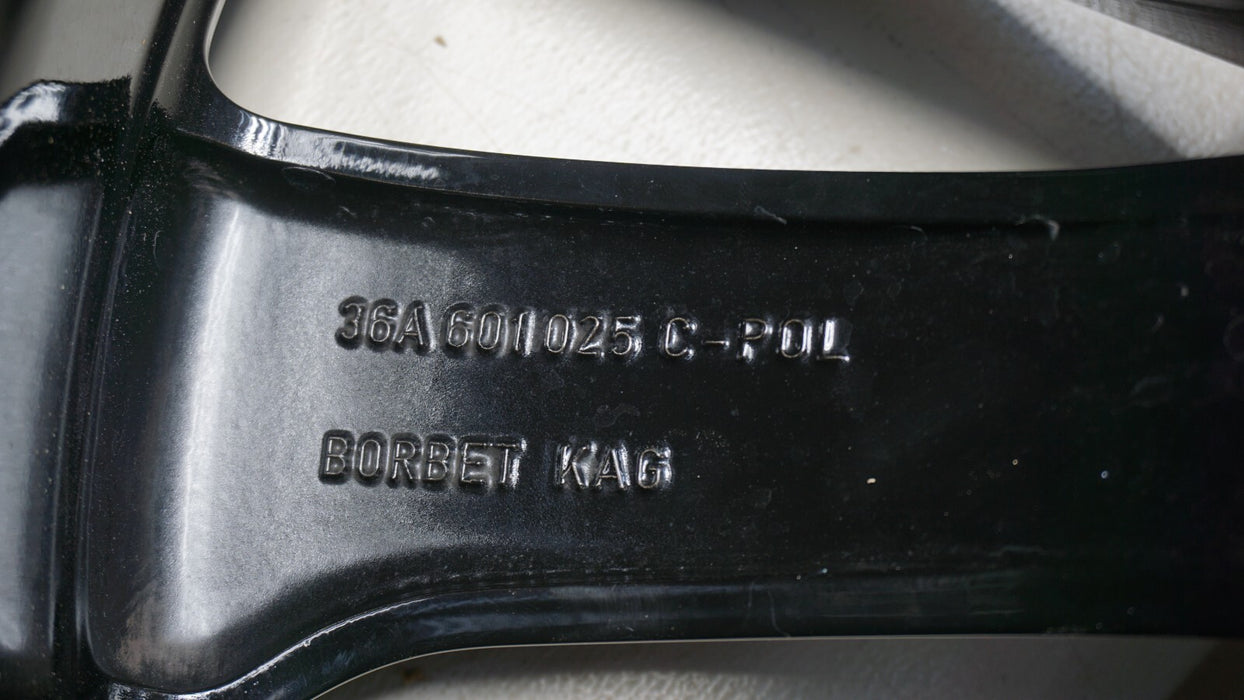 36A 601 025 C-POL
BORBET KAG